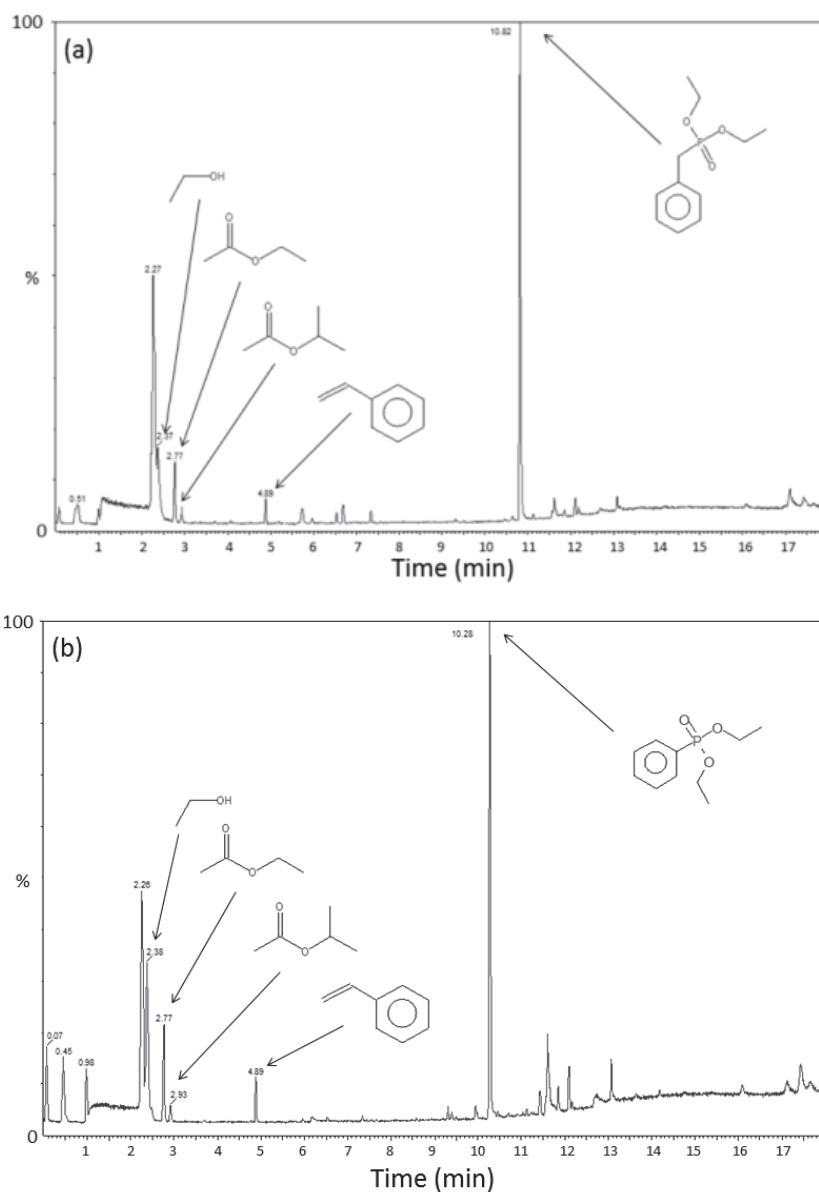 100
(a)
10.82
P
O
O
O
OH
O
O
%
2.27
O
O
2.37
2.77
0.51
4.89
0
1 2 3 4 5 6 7 8 9 10 11 12 13 14 15 16 17
Time (min)
100
(b)
10.28
O
P
O
O
OH
O
O
%
2.26
O
O
2.38
2.77
0.07
0.45
0.98
2.93
4.89
0
1 2 3 4 5 6 7 8 9 10 11 12 13 14 15 16 17
Time (min)